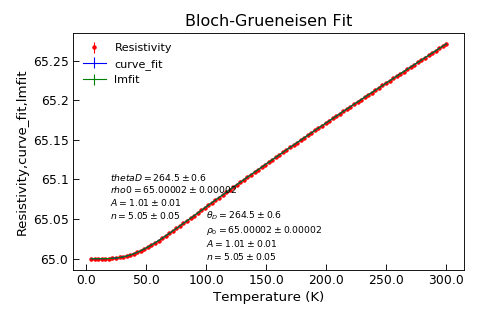 Bloch-Grueneisen Fit
Resistivity,curve_fit,lmfit
65.25
65.2
65.15
65.1
65.05
65.0
Resistivity
curve_fit
lmfit
thetaD = 264.5 ± 0.6
rho0 = 65.00002 ± 0.00002
A = 1.01 ± 0.01
n = 5.05 ± 0.05
θ_D = 264.5 ± 0.6
ρ₀ = 65.00002 ± 0.00002
A = 1.01 ± 0.01
n = 5.05 ± 0.05
0.0 50.0 100.0 150.0 200.0 250.0 300.0
Temperature (K)